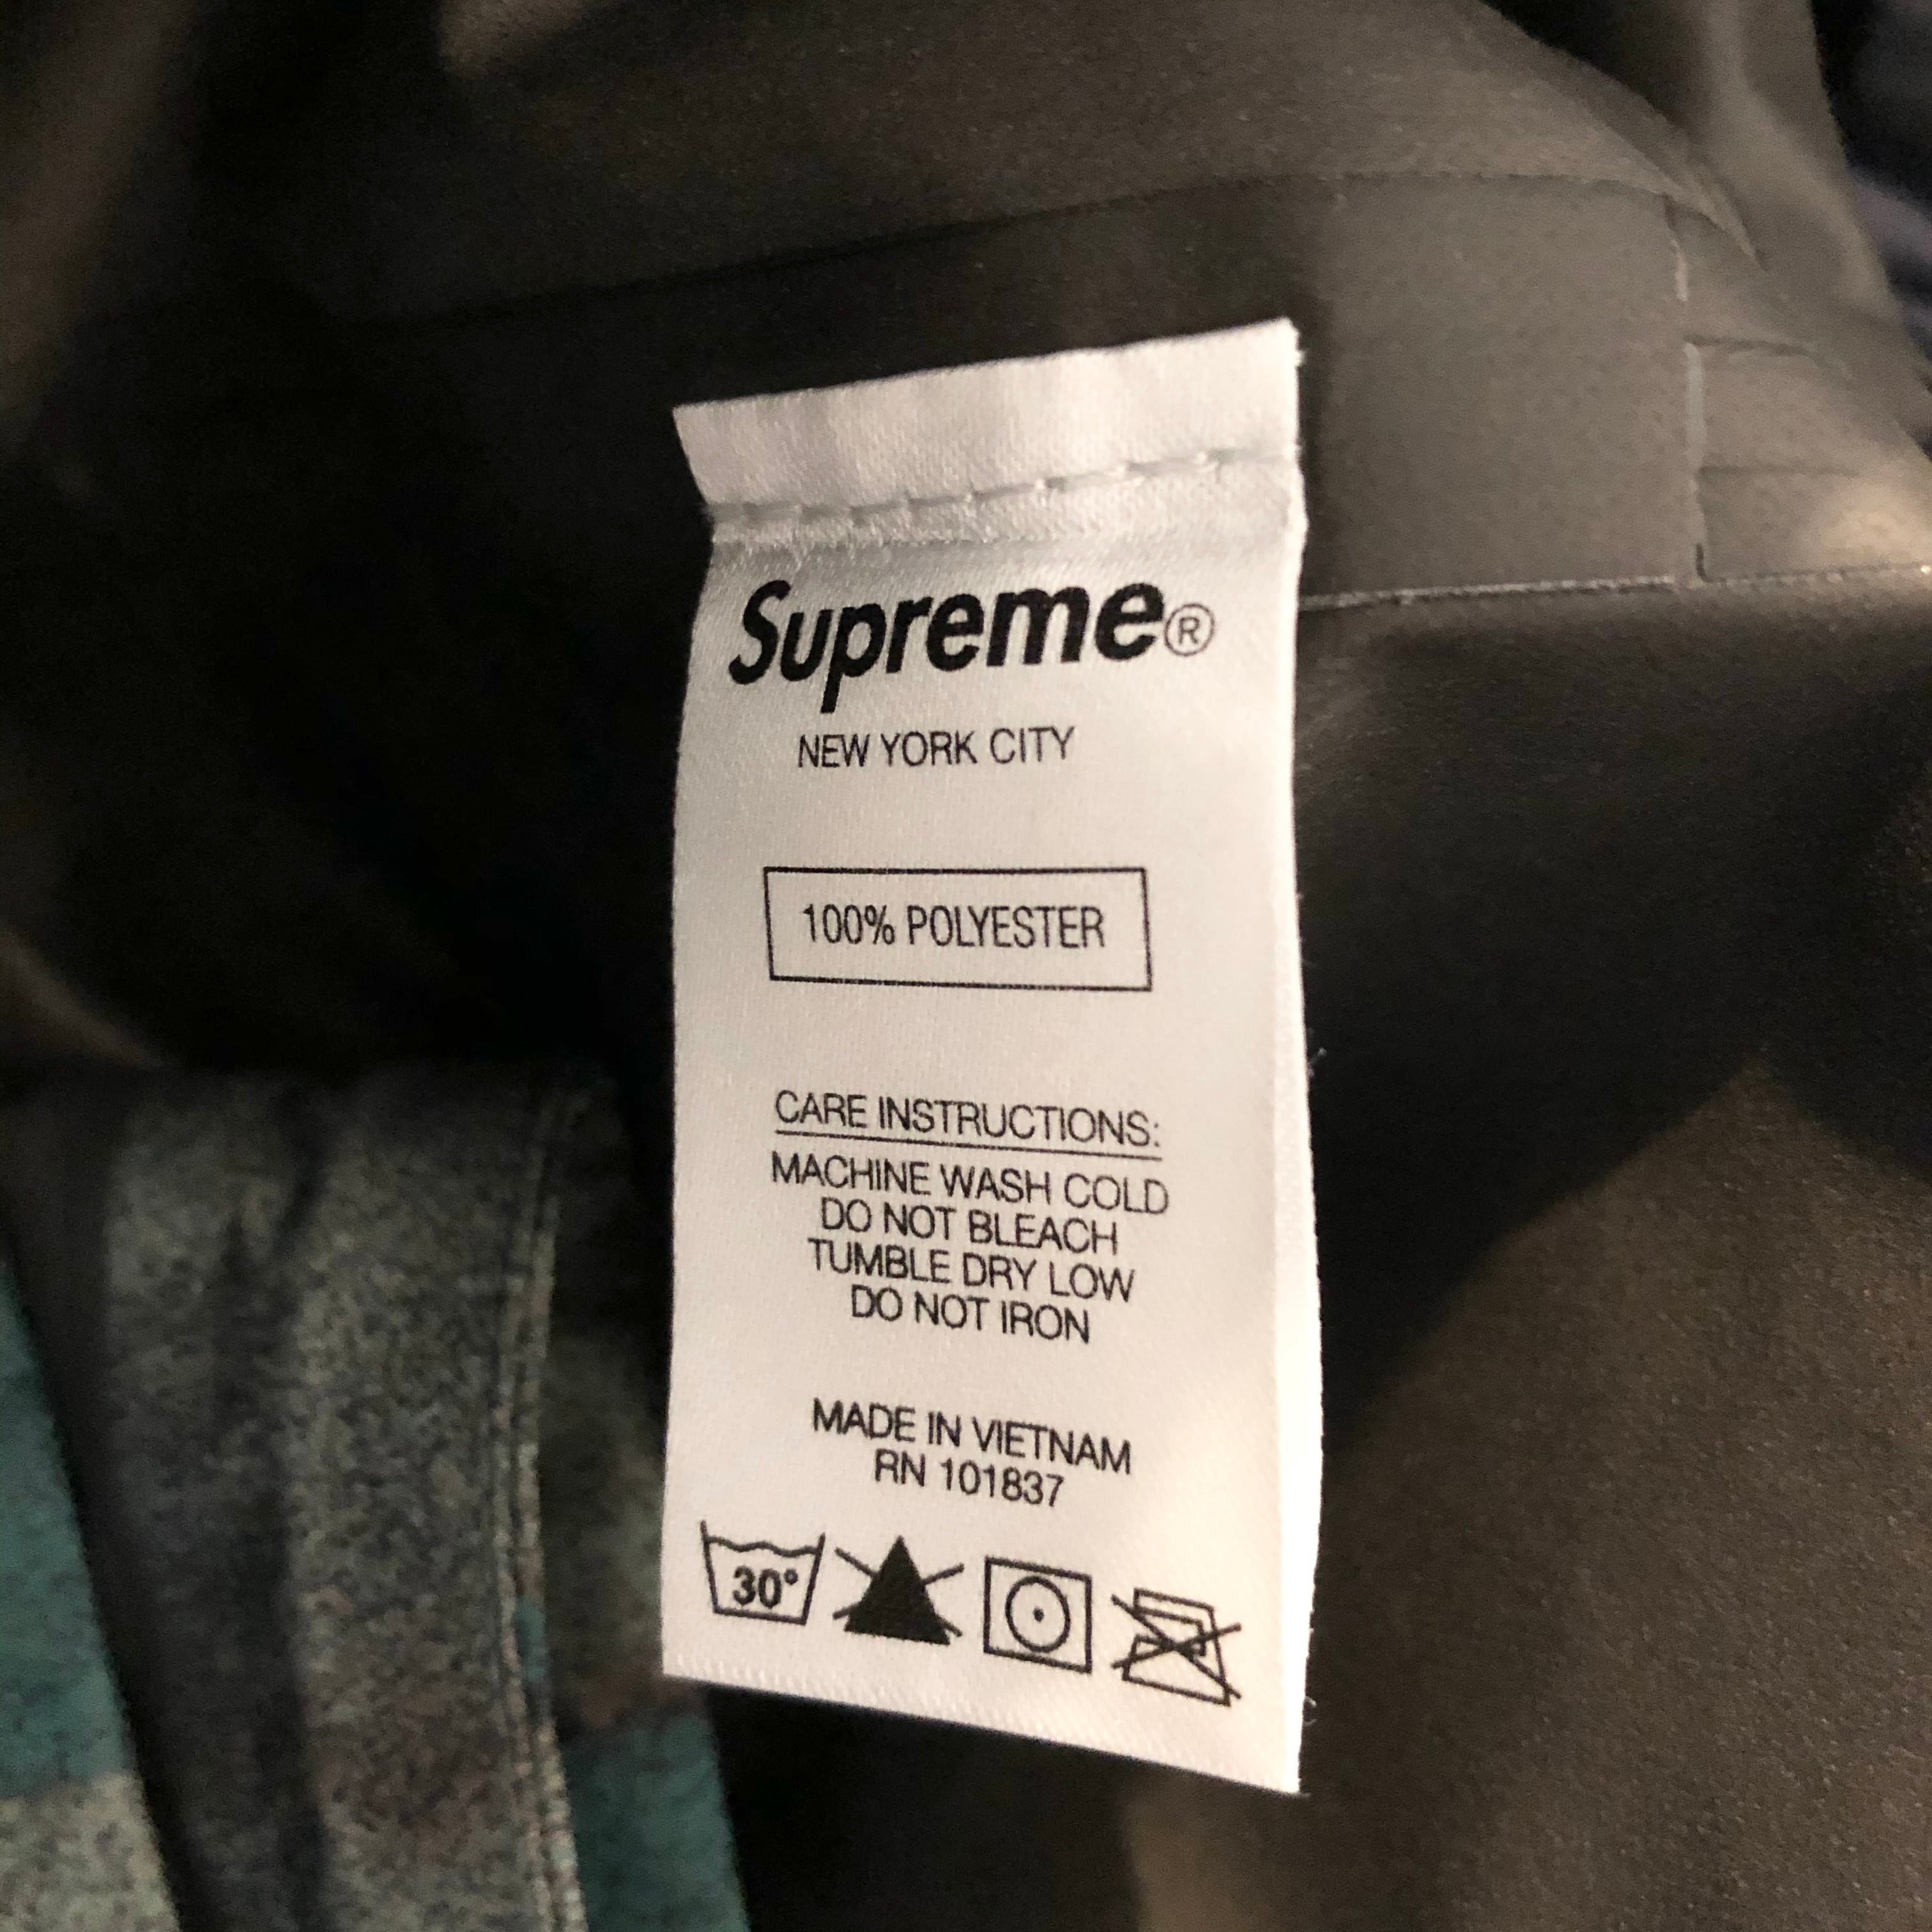 Supreme®
NEW YORK CITY
100% POLYESTER
CARE INSTRUCTIONS:
MACHINE WASH COLD
DO NOT BLEACH
TUMBLE DRY LOW
DO NOT IRON
MADE IN VIETNAM
RN 101837
30°